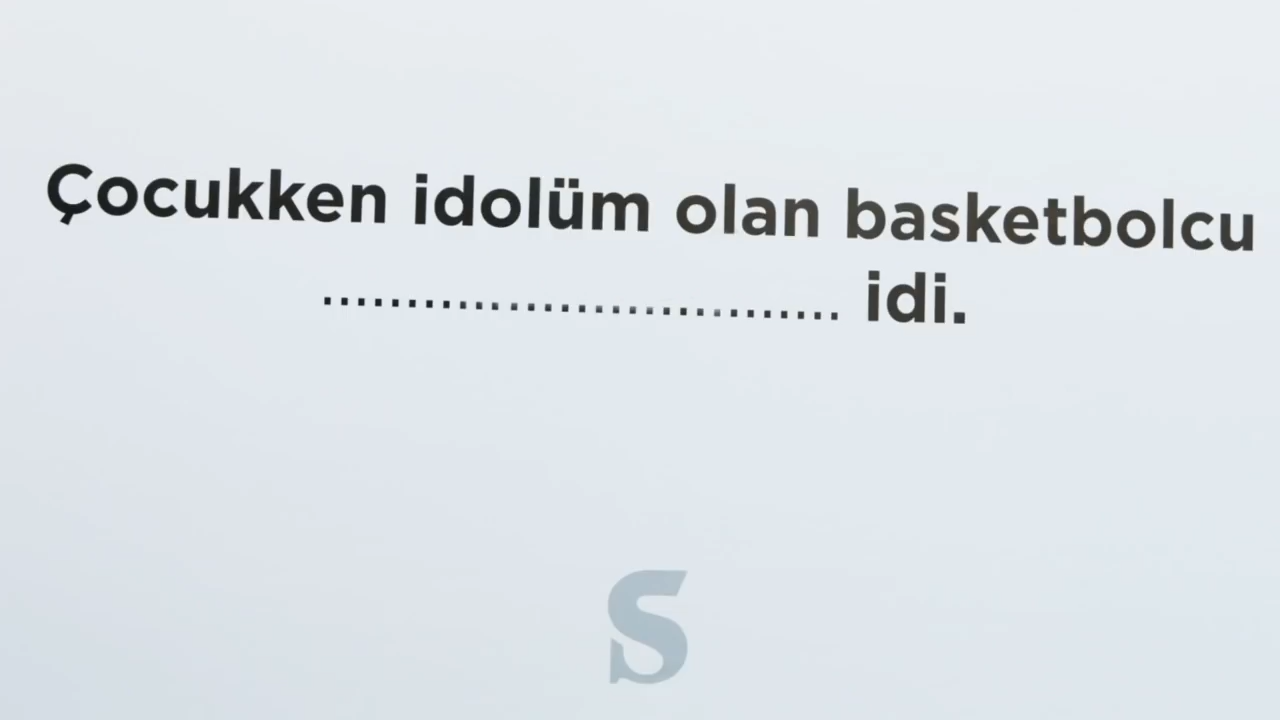 Çocukken idolüm olan basketbolcu
............................... idi.
S